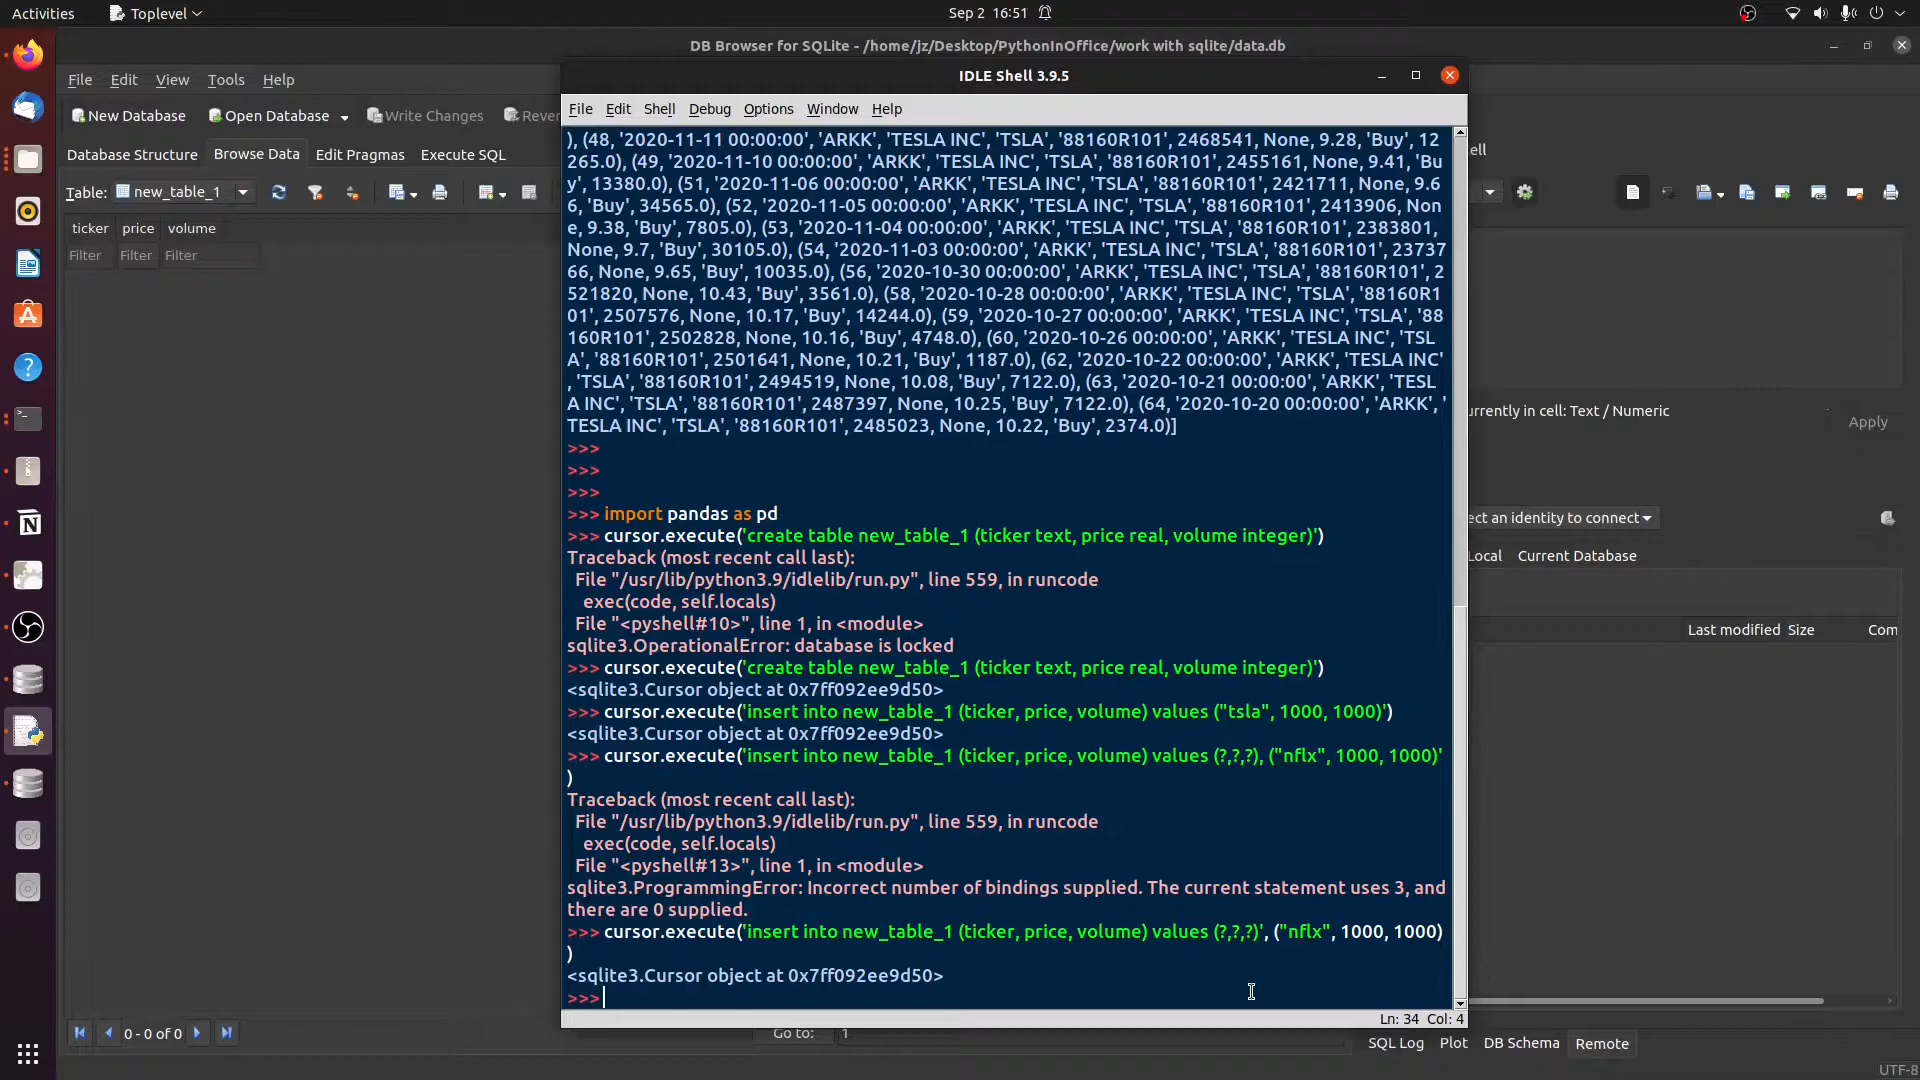 Activities
Toplevel
Sep 2 16:51
DB Browser for SQLite - /home/jz/Desktop/PythonInOffice/work with sqlite/data.db
File Edit View Tools Help
New Database Open Database Write Changes Rever
Database Structure Browse Data Edit Pragmas Execute SQL
Table: new_table_1
ticker price volume
Filter Filter Filter
0 - 0 of 0
Go to: 1
IDLE Shell 3.9.5
File Edit Shell Debug Options Window Help
), (48, '2020-11-11 00:00:00', 'ARKK', 'TESLA INC', 'TSLA', '88160R101', 2468541, None, 9.28, 'Buy', 12
265.0), (49, '2020-11-10 00:00:00', 'ARKK', 'TESLA INC', 'TSLA', '88160R101', 2455161, None, 9.41, 'Bu
y', 13380.0), (51, '2020-11-06 00:00:00', 'ARKK', 'TESLA INC', 'TSLA', '88160R101', 2421711, None, 9.6
6, 'Buy', 34565.0), (52, '2020-11-05 00:00:00', 'ARKK', 'TESLA INC', 'TSLA', '88160R101', 2413906, Non
e, 9.38, 'Buy', 7805.0), (53, '2020-11-04 00:00:00', 'ARKK', 'TESLA INC', 'TSLA', '88160R101', 2383801,
None, 9.7, 'Buy', 30105.0), (54, '2020-11-03 00:00:00', 'ARKK', 'TESLA INC', 'TSLA', '88160R101', 23737
66, None, 9.65, 'Buy', 10035.0), (56, '2020-10-30 00:00:00', 'ARKK', 'TESLA INC', 'TSLA', '88160R101', 2
521820, None, 10.43, 'Buy', 3561.0), (58, '2020-10-28 00:00:00', 'ARKK', 'TESLA INC', 'TSLA', '88160R1
01', 2507576, None, 10.17, 'Buy', 14244.0), (59, '2020-10-27 00:00:00', 'ARKK', 'TESLA INC', 'TSLA', '88
160R101', 2502828, None, 10.16, 'Buy', 4748.0), (60, '2020-10-26 00:00:00', 'ARKK', 'TESLA INC', 'TSL
A', '88160R101', 2501641, None, 10.21, 'Buy', 1187.0), (62, '2020-10-22 00:00:00', 'ARKK', 'TESLA INC'
, 'TSLA', '88160R101', 2494519, None, 10.08, 'Buy', 7122.0), (63, '2020-10-21 00:00:00', 'ARKK', 'TESL
A INC', 'TSLA', '88160R101', 2487397, None, 10.25, 'Buy', 7122.0), (64, '2020-10-20 00:00:00', 'ARKK', '
TESLA INC', 'TSLA', '88160R101', 2485023, None, 10.22, 'Buy', 2374.0)]
>>>
>>>
>>>
>>> import pandas as pd
>>> cursor.execute('create table new_table_1 (ticker text, price real, volume integer)')
Traceback (most recent call last):
File "/usr/lib/python3.9/idlelib/run.py", line 559, in runcode
exec(code, self.locals)
File "<pyshell#10>", line 1, in <module>
sqlite3.OperationalError: database is locked
>>> cursor.execute('create table new_table_1 (ticker text, price real, volume integer)')
<sqlite3.Cursor object at 0x7ff092ee9d50>
>>> cursor.execute('insert into new_table_1 (ticker, price, volume) values ("tsla", 1000, 1000)')
<sqlite3.Cursor object at 0x7ff092ee9d50>
>>> cursor.execute('insert into new_table_1 (ticker, price, volume) values (?,?,?), ("nflx", 1000, 1000)'
)
Traceback (most recent call last):
File "/usr/lib/python3.9/idlelib/run.py", line 559, in runcode
exec(code, self.locals)
File "<pyshell#13>", line 1, in <module>
sqlite3.ProgrammingError: Incorrect number of bindings supplied. The current statement uses 3, and
there are 0 supplied.
>>> cursor.execute('insert into new_table_1 (ticker, price, volume) values (?,?,?)', ("nflx", 1000, 1000)
)
<sqlite3.Cursor object at 0x7ff092ee9d50>
>>>
Ln: 34 Col: 4
ell
urrently in cell: Text / Numeric
Apply
ect an identity to connect
Local Current Database
Last modified Size Com
SQL Log Plot DB Schema Remote
UTF-8